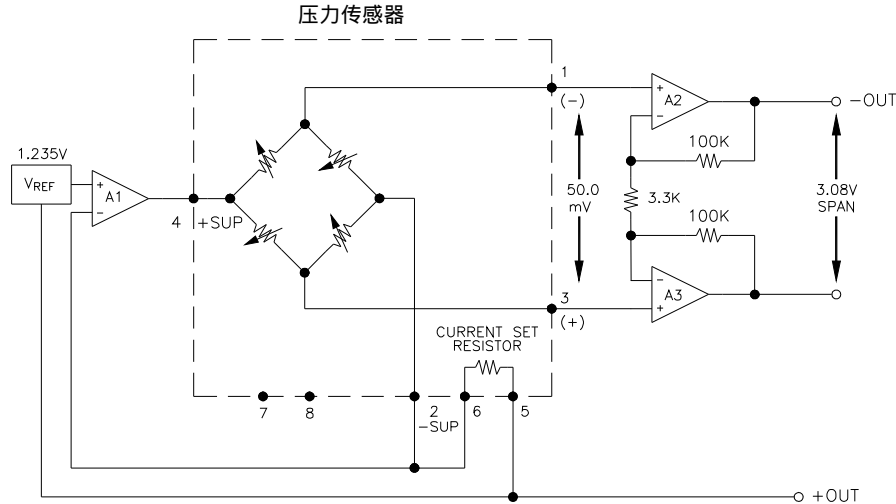 压力传感器
1
(-)
+
A2
-
-OUT
100K
1.235V
VREF
+
A1
-
4
+SUP
50.0
mV
3.3K
3.08V
SPAN
100K
-
A3
+
3
(+)
CURRENT SET
RESISTOR
7
8
2
-SUP
6
5
+OUT